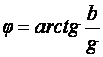 φ = arctg b/g